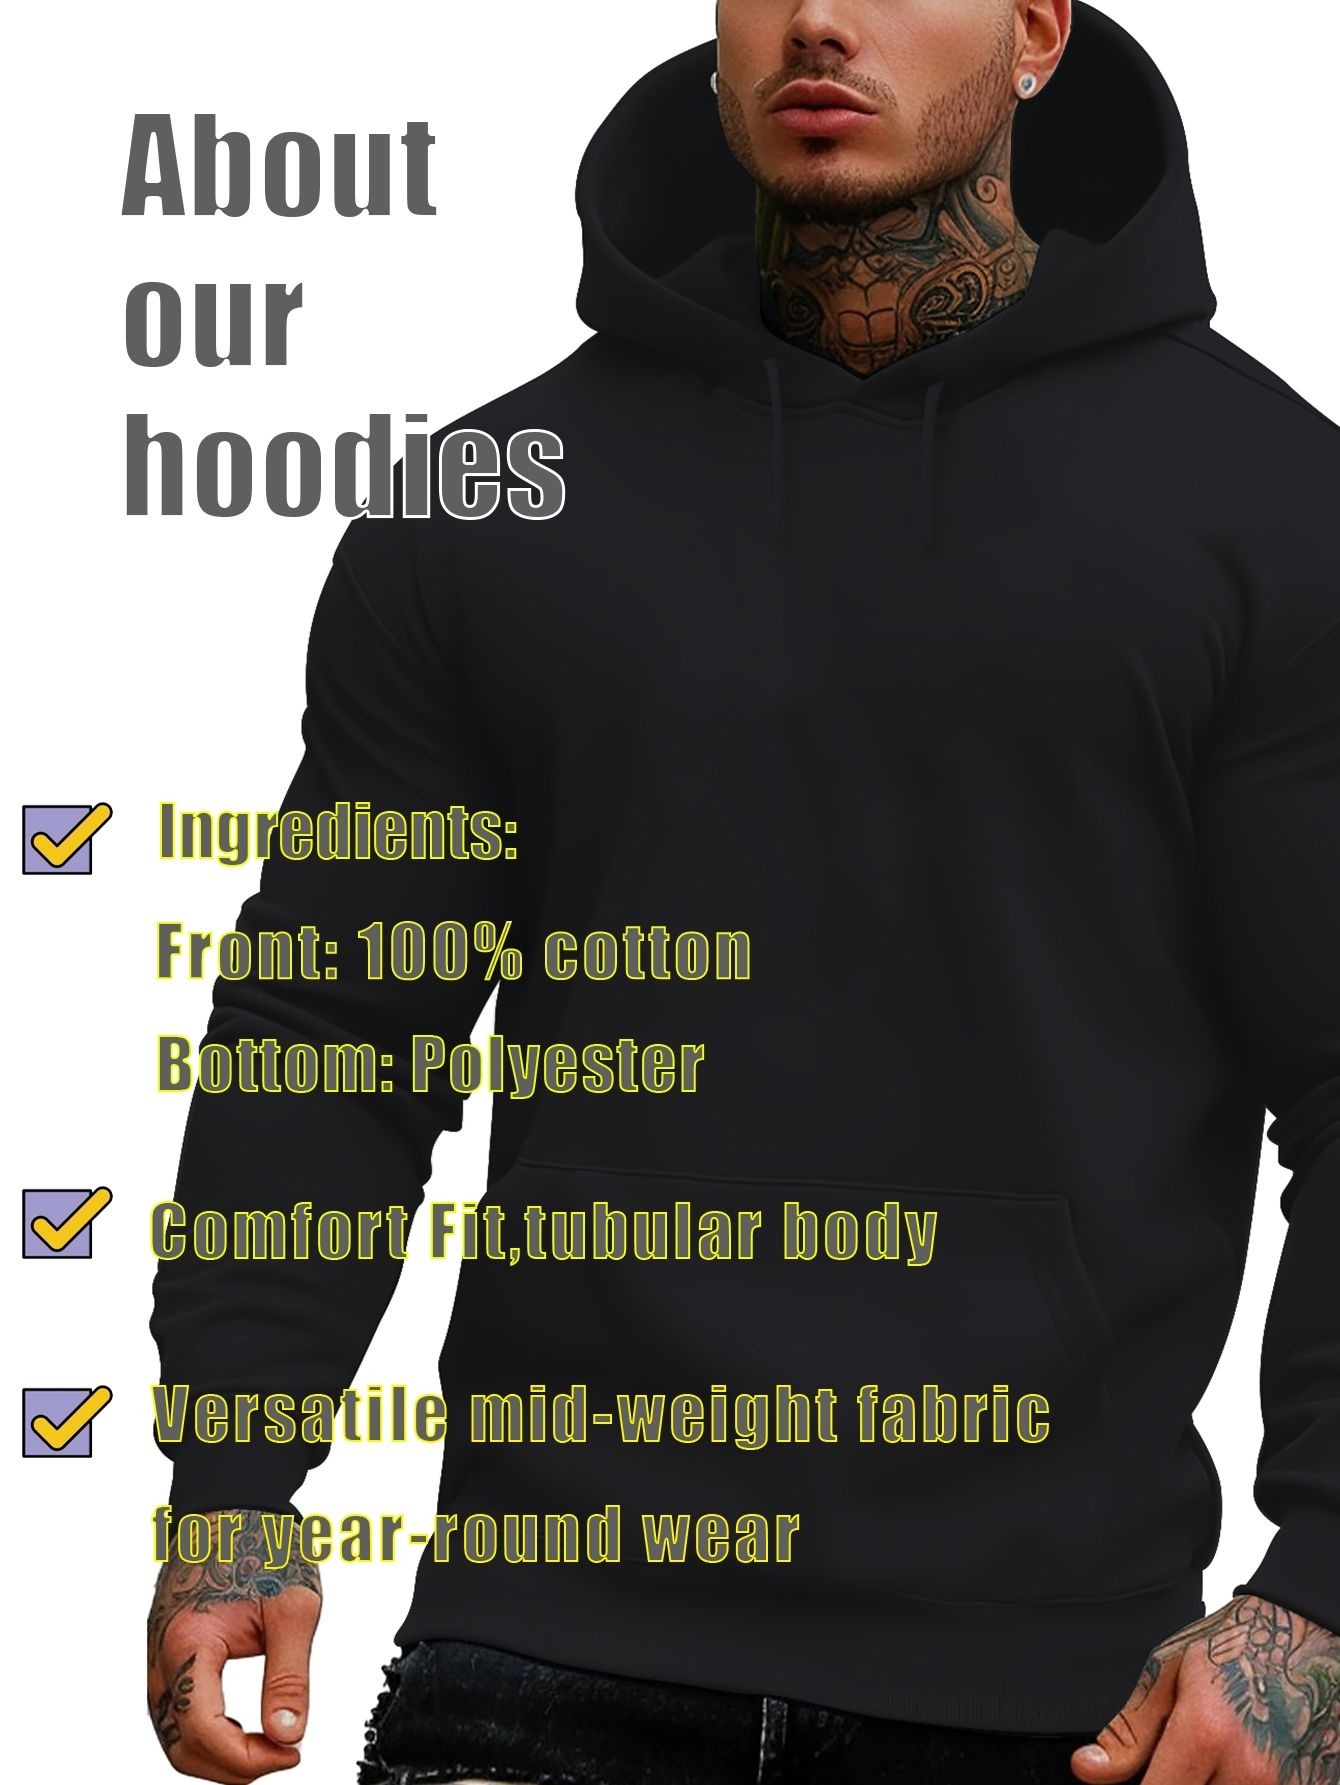 About
our
hoodies
Ingredients:
Front: 100% cotton
Bottom: Polyester
Comfort Fit,tubular body
Versatile mid-weight fabric
for year-round wear